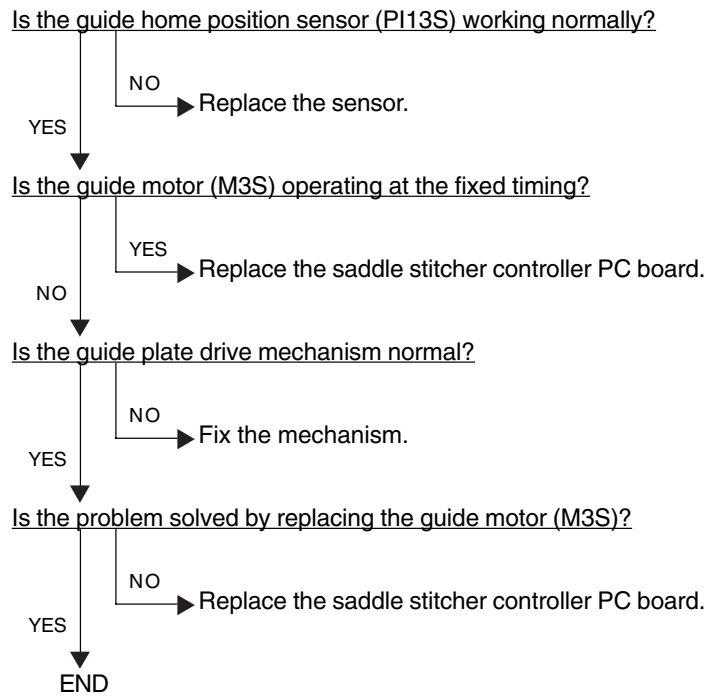 Is the guide home position sensor (PI13S) working normally?
NO
Replace the sensor.
YES
Is the guide motor (M3S) operating at the fixed timing?
YES
Replace the saddle stitcher controller PC board.
NO
Is the guide plate drive mechanism normal?
NO
Fix the mechanism.
YES
Is the problem solved by replacing the guide motor (M3S)?
NO
Replace the saddle stitcher controller PC board.
YES
END